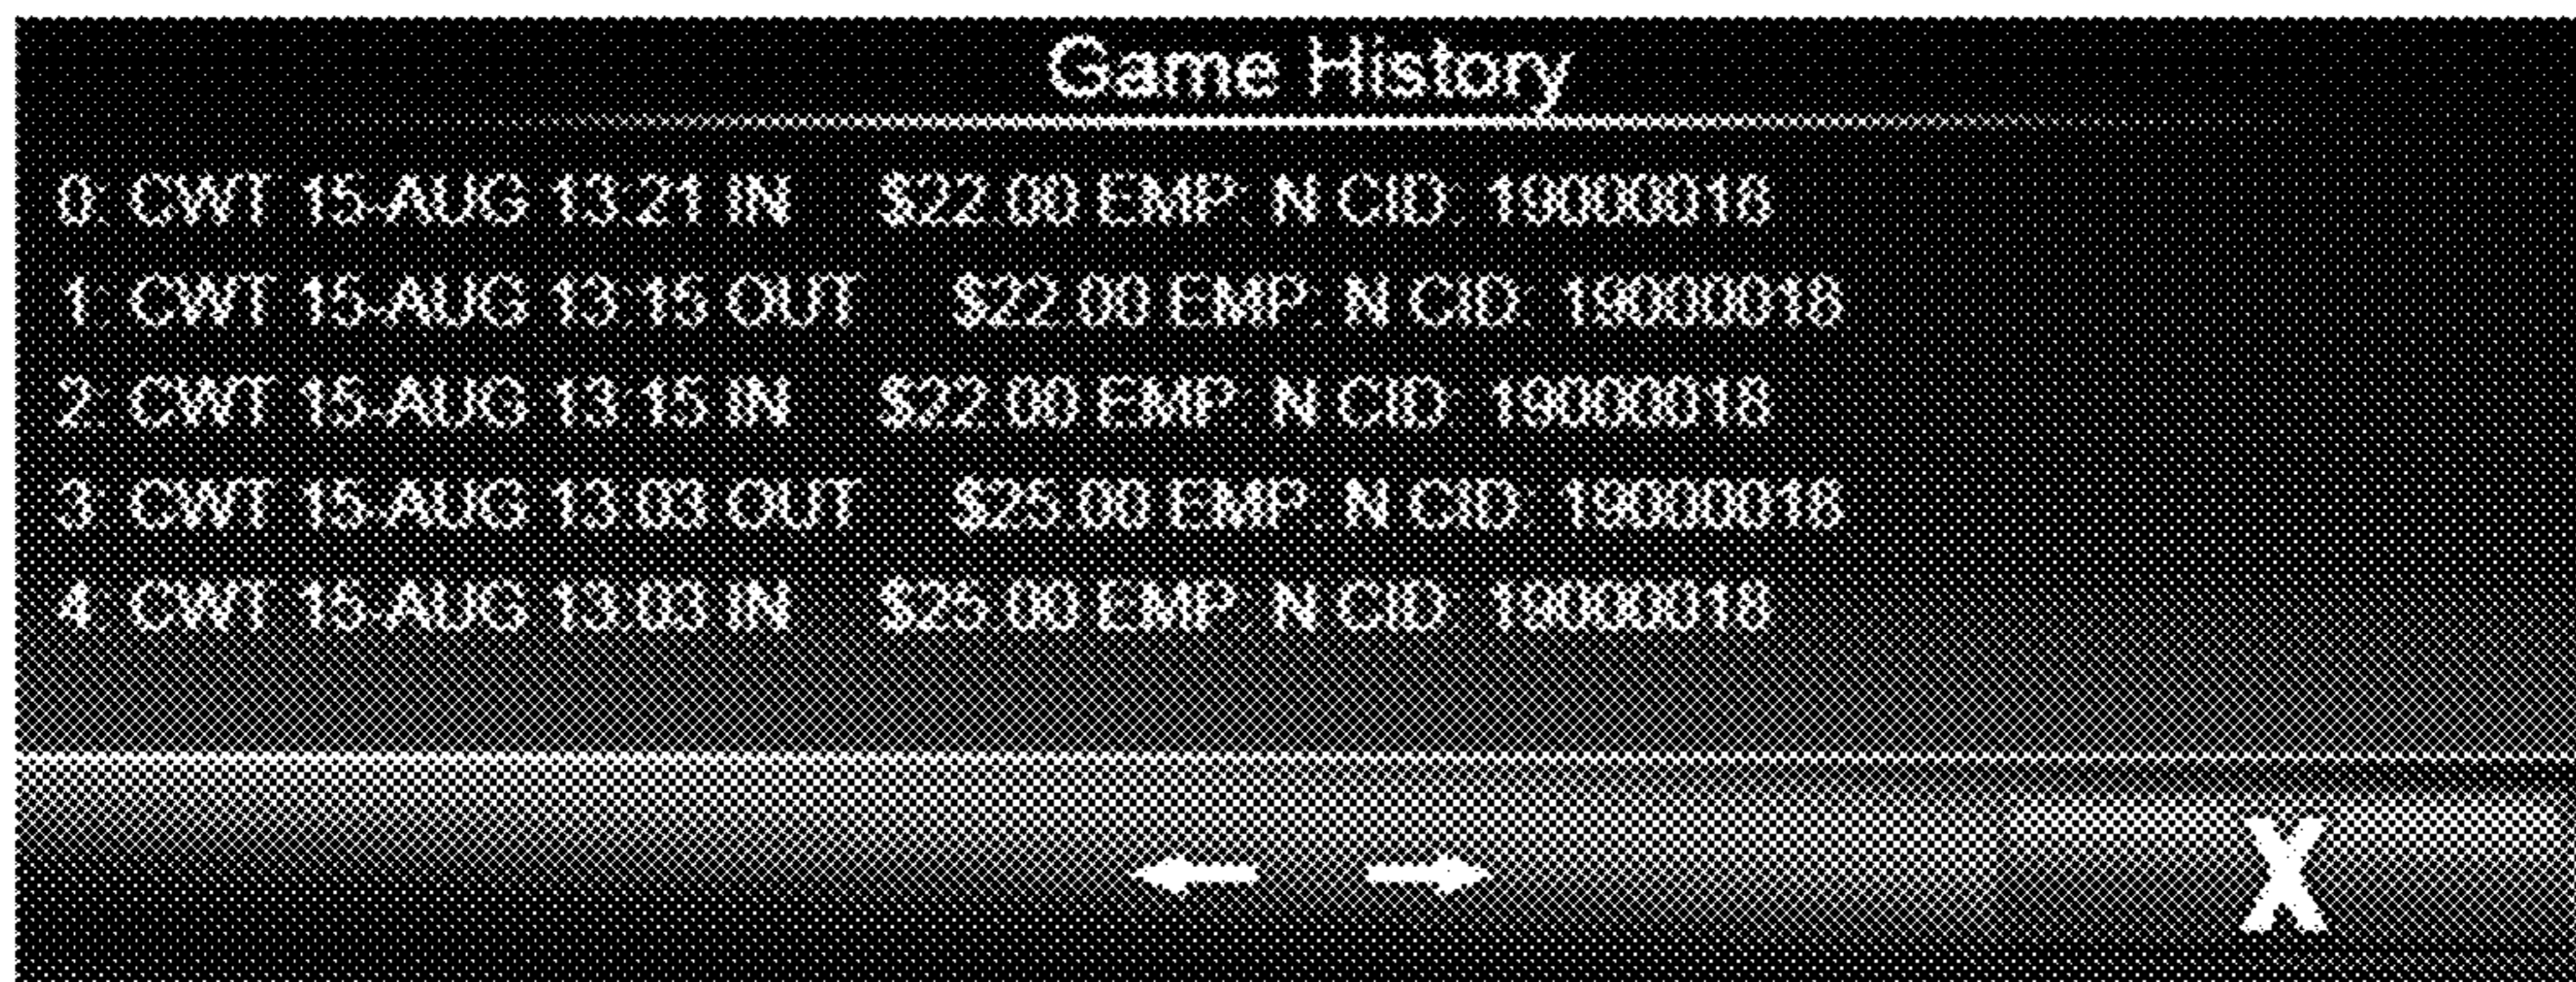 Game History
0: CWT 15-AUG 13:21 IN $22.00 EMP: N CID: 19000018
1: CWT 15-AUG 13:15 OUT $22.00 EMP: N CID: 19000018
2: CWT 15-AUG 13:15 IN $22.00 EMP: N CID: 19000018
3: CWT 15-AUG 13:03 OUT $25.00 EMP: N CID: 19000018
4: CWT 15-AUG 13:03 IN $25.00 EMP: N CID: 19000018
X